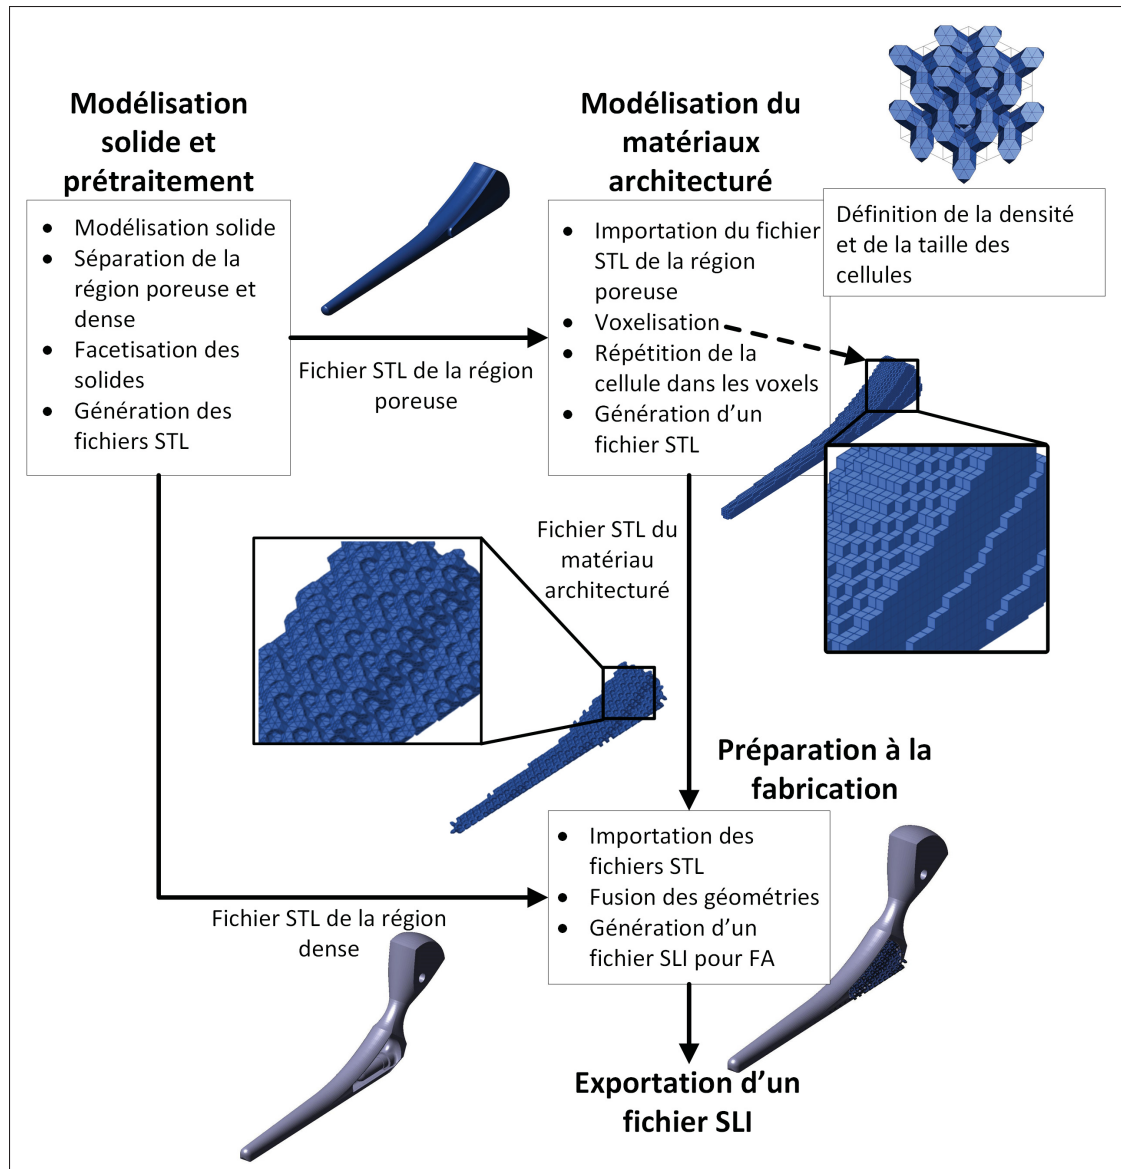 Modélisation
solide et
prétraitement
• Modélisation solide
• Séparation de la
région poreuse et
dense
• Facetisation des
solides
• Génération des
fichiers STL
Fichier STL de la région
poreuse
Modélisation du
matériaux
architecturé
• Importation du fichier
STL de la région
poreuse
• Voxelisation
• Répétition de la
cellule dans les voxels
• Génération d’un
fichier STL
Définition de la densité
et de la taille des
cellules
Fichier STL du
matériau
architecturé
Préparation à la
fabrication
• Importation des
fichiers STL
• Fusion des géométries
• Génération d’un
fichier SLI pour FA
Fichier STL de la région
dense
Exportation d’un
fichier SLI